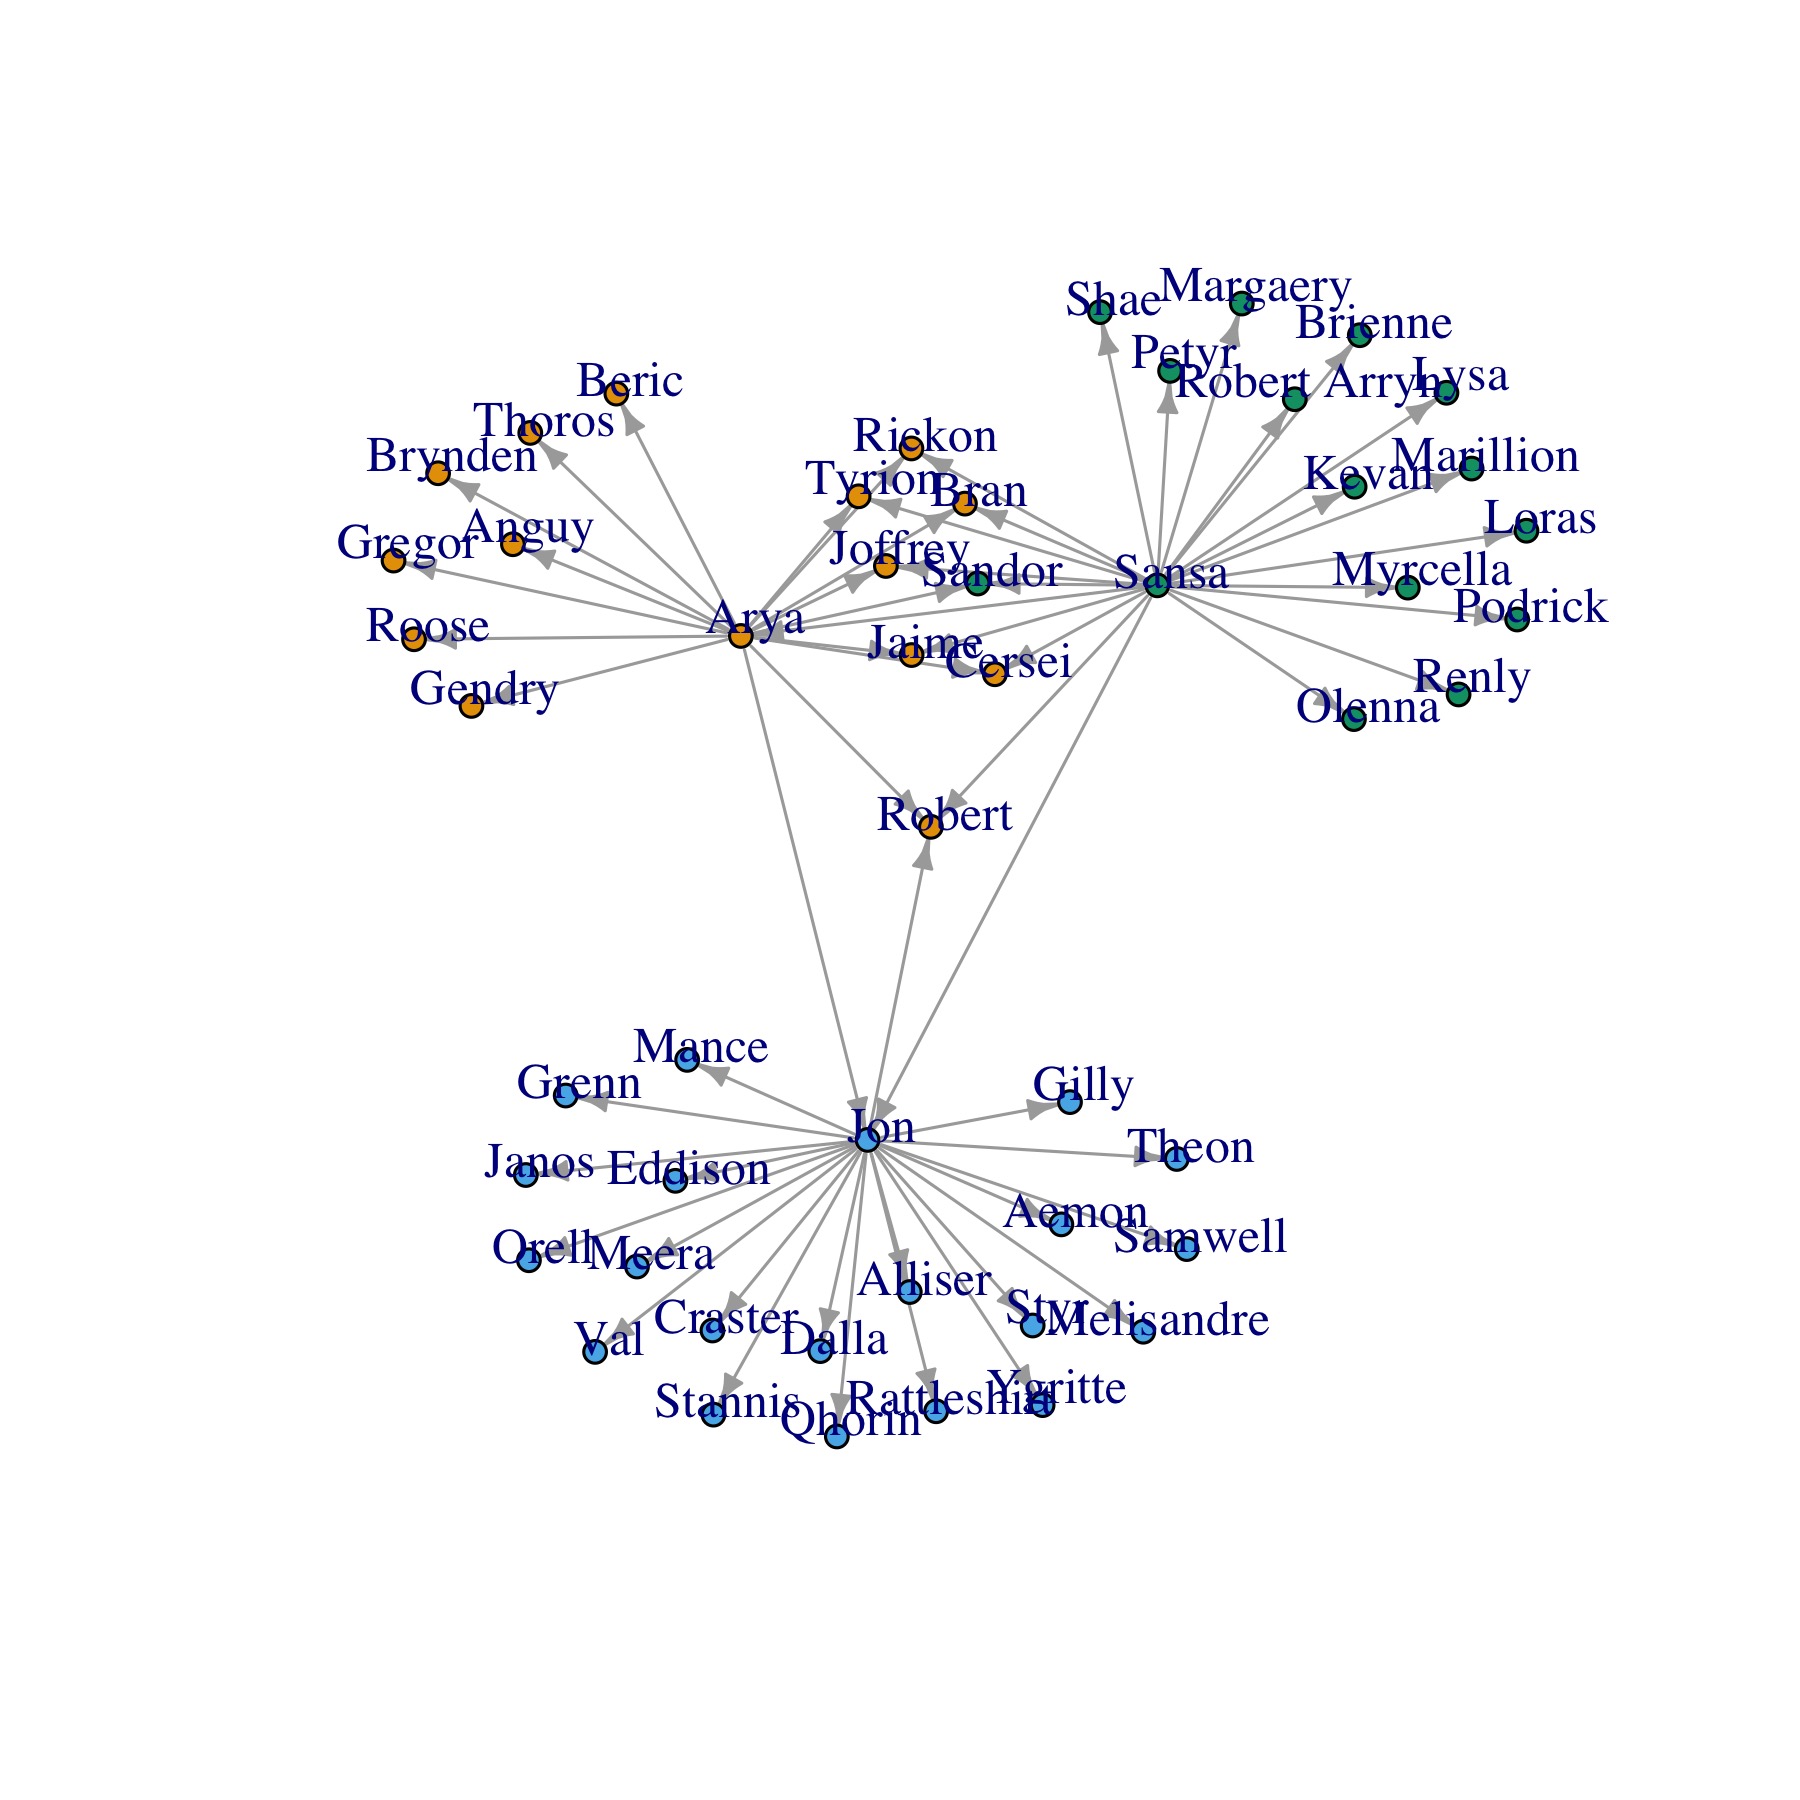 Margaery
Shae
Brienne
Petyr
Robert Arryn
Lysa
Beric
Thoros
Rickon
Brynden
Marillion
Kevan
Tyrion
Bran
Loras
Anguy
Gregor
Joffrey
Sandor
Sansa
Myrcella
Podrick
Arya
Roose
Jaime
Cersei
Renly
Gendry
Olenna
Robert
Mance
Grenn
Gilly
Jon
Theon
Janos
Eddison
Aemon
Samwell
Orell
Meera
Alliser
Styr
Melisandre
Craster
Val
Dalla
Ygritte
Rattleshirt
Stannis
Qhorin